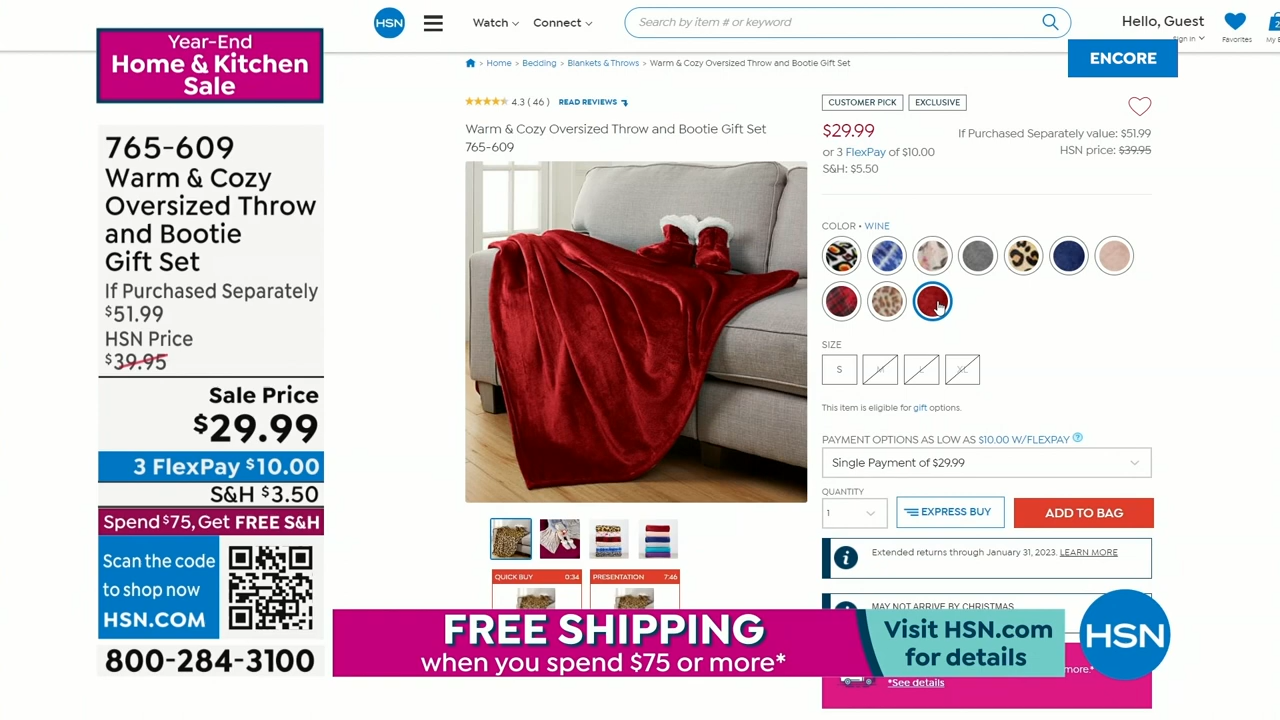 Year-End
Home & Kitchen
Sale
765-609
Warm & Cozy
Oversized Throw
and Bootie
Gift Set
If Purchased Separately
$51.99
HSN Price
$39.95
Sale Price
$29.99
3 FlexPay $10.00
S&H $3.50
Spend $75, Get FREE S&H
Scan the code
to shop now
HSN.COM
800-284-3100
HSN
Watch
Connect
Search by item # or keyword
Hello, Guest
Sign In
Favorites
ENCORE
> Home > Bedding > Blankets & Throws > Warm & Cozy Oversized Throw and Bootie Gift Set
4.3 ( 46 ) READ REVIEWS
Warm & Cozy Oversized Throw and Bootie Gift Set
765-609
QUICK BUY 0:34
PRESENTATION 7:46
CUSTOMER PICK EXCLUSIVE
$29.99
If Purchased Separately value: $51.99
or 3 FlexPay of $10.00
HSN price: $39.95
S&H: $5.50
COLOR • WINE
SIZE
S M L XL
This item is eligible for gift options.
PAYMENT OPTIONS AS LOW AS $10.00 W/FLEXPAY ?
Single Payment of $29.99
QUANTITY
1
EXPRESS BUY
ADD TO BAG
i Extended returns through January 31, 2023. LEARN MORE
MAY NOT ARRIVE BY CHRISTMAS
more.*
*See details
FREE SHIPPING
when you spend $75 or more*
Visit HSN.com
for details
HSN